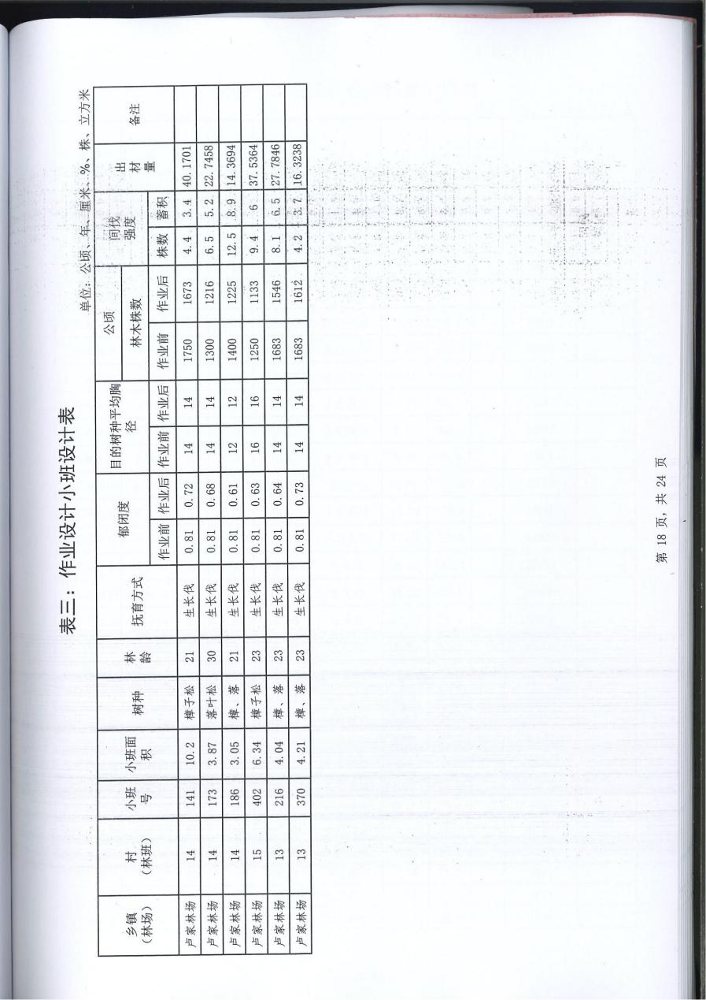 表三：作业设计小班设计表
单位：公顷、年、厘米、%、株、立方米
乡镇（林场） 村（林班） 小班号 小班面积 树种 林龄 抚育方式 郁闭度 目的树种平均胸径 公顷 间伐强度 出材量 备注
林木株数
作业前 作业后 作业前 作业后 作业前 作业后 株数 蓄积
卢家林场 14 141 10.2 樟子松 21 生长伐 0.81 0.72 14 14 1750 1673 4.4 3.4 40.1701
卢家林场 14 173 3.87 落叶松 30 生长伐 0.81 0.68 14 14 1300 1216 6.5 5.2 22.7458
卢家林场 14 186 3.05 樟、落 21 生长伐 0.81 0.61 12 12 1400 1225 12.5 8.9 14.3694
卢家林场 15 402 6.34 樟子松 23 生长伐 0.81 0.63 16 16 1250 1133 9.4 6 37.5364
卢家林场 13 216 4.04 樟、落 23 生长伐 0.81 0.64 14 14 1683 1546 8.1 6.5 27.7846
卢家林场 13 370 4.21 樟、落 23 生长伐 0.81 0.73 14 14 1683 1612 4.2 3.7 16.3238
第 18 页，共 24 页